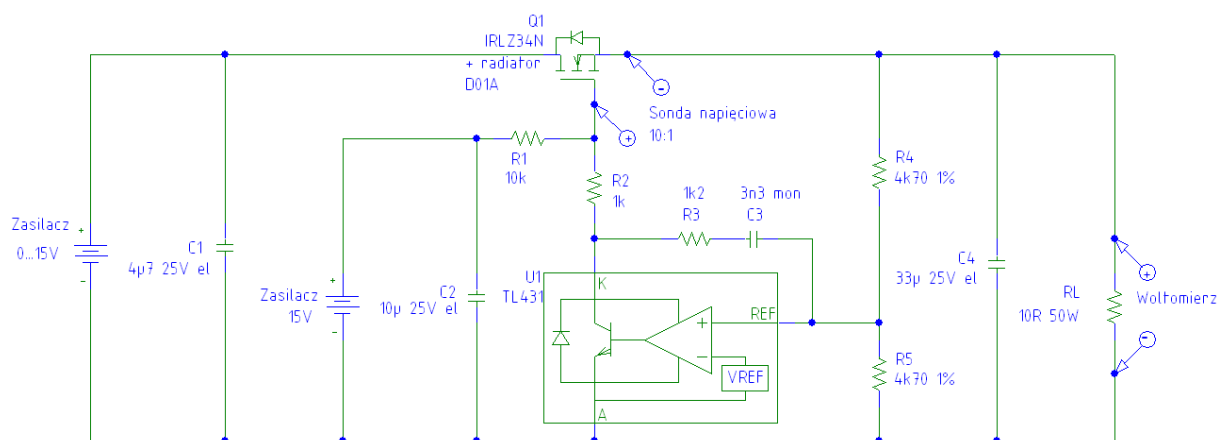 Q1
IRLZ34N
+ radiator
D01A
Sonda napięciowa
10:1
R1
10k
R2
1k
1k2
R3
3n3 mon
C3
R4
4k70 1%
Zasilacz
0...15V
+
-
C1
4µ7 25V el
Zasilacz
15V
+
-
C2
10µ 25V el
U1
TL431
K
REF
+
-
VREF
A
R5
4k70 1%
C4
33µ 25V el
RL
10R 50W
+
Woltomierz
-